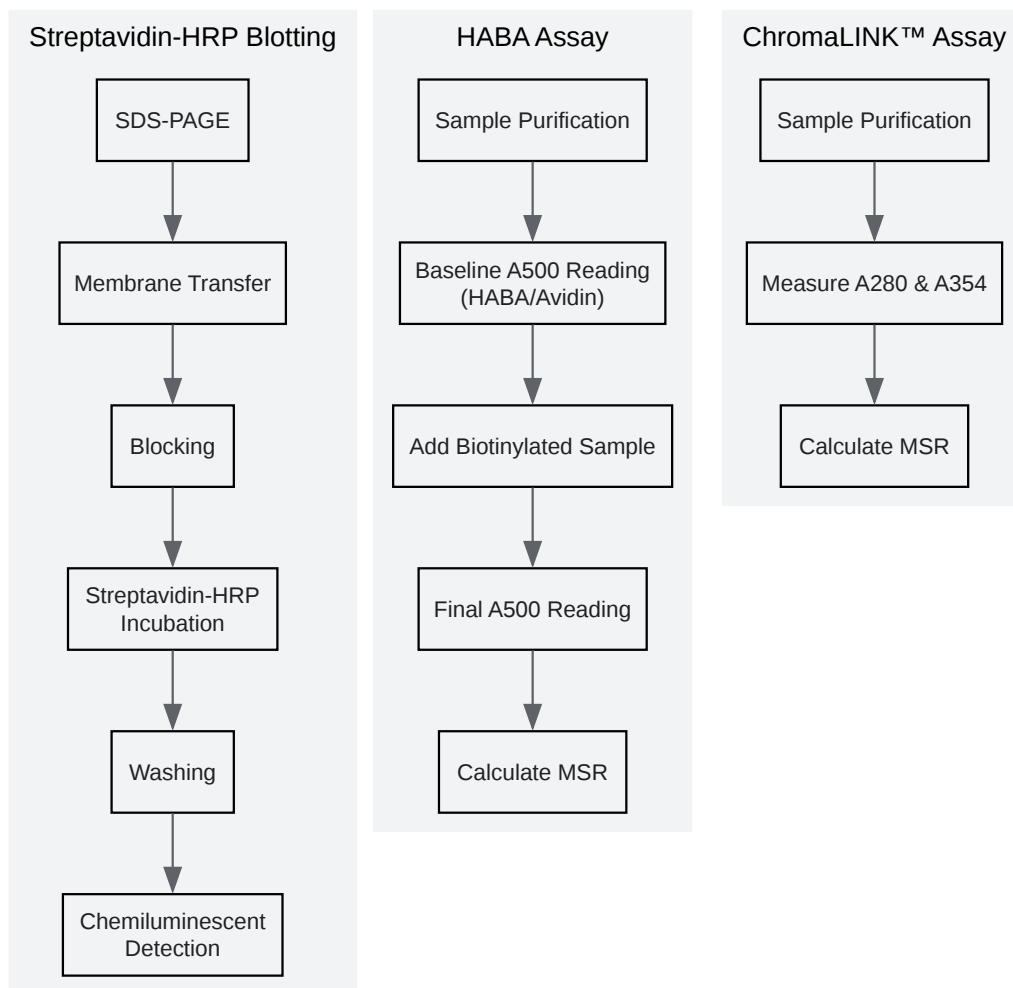 Streptavidin-HRP Blotting
SDS-PAGE
Membrane Transfer
Blocking
Streptavidin-HRP
Incubation
Washing
Chemiluminescent
Detection
HABA Assay
Sample Purification
Baseline A500 Reading
(HABA/Avidin)
Add Biotinylated Sample
Final A500 Reading
Calculate MSR
ChromaLINK™ Assay
Sample Purification
Measure A280 & A354
Calculate MSR